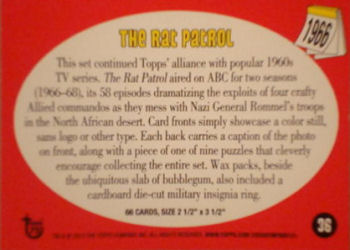 The Rat Patrol
1966
This set continued Topps' alliance with popular 1960s
TV series. The Rat Patrol aired on ABC for two seasons
(1966–68), its 58 episodes dramatizing the exploits of four crafty
Allied commandos as they mess with Nazi General Rommel's troops
in the North African desert. Card fronts simply showcase a color still,
sans logo or other type. Each back carries a caption of the photo
on front, along with a piece of one of nine puzzles that cleverly
encourage collecting the entire set. Wax packs, beside
the ubiquitous slab of bubblegum, also included a
cardboard die-cut military insignia ring.
66 CARDS, SIZE 2 1/2" x 3 1/2"
36